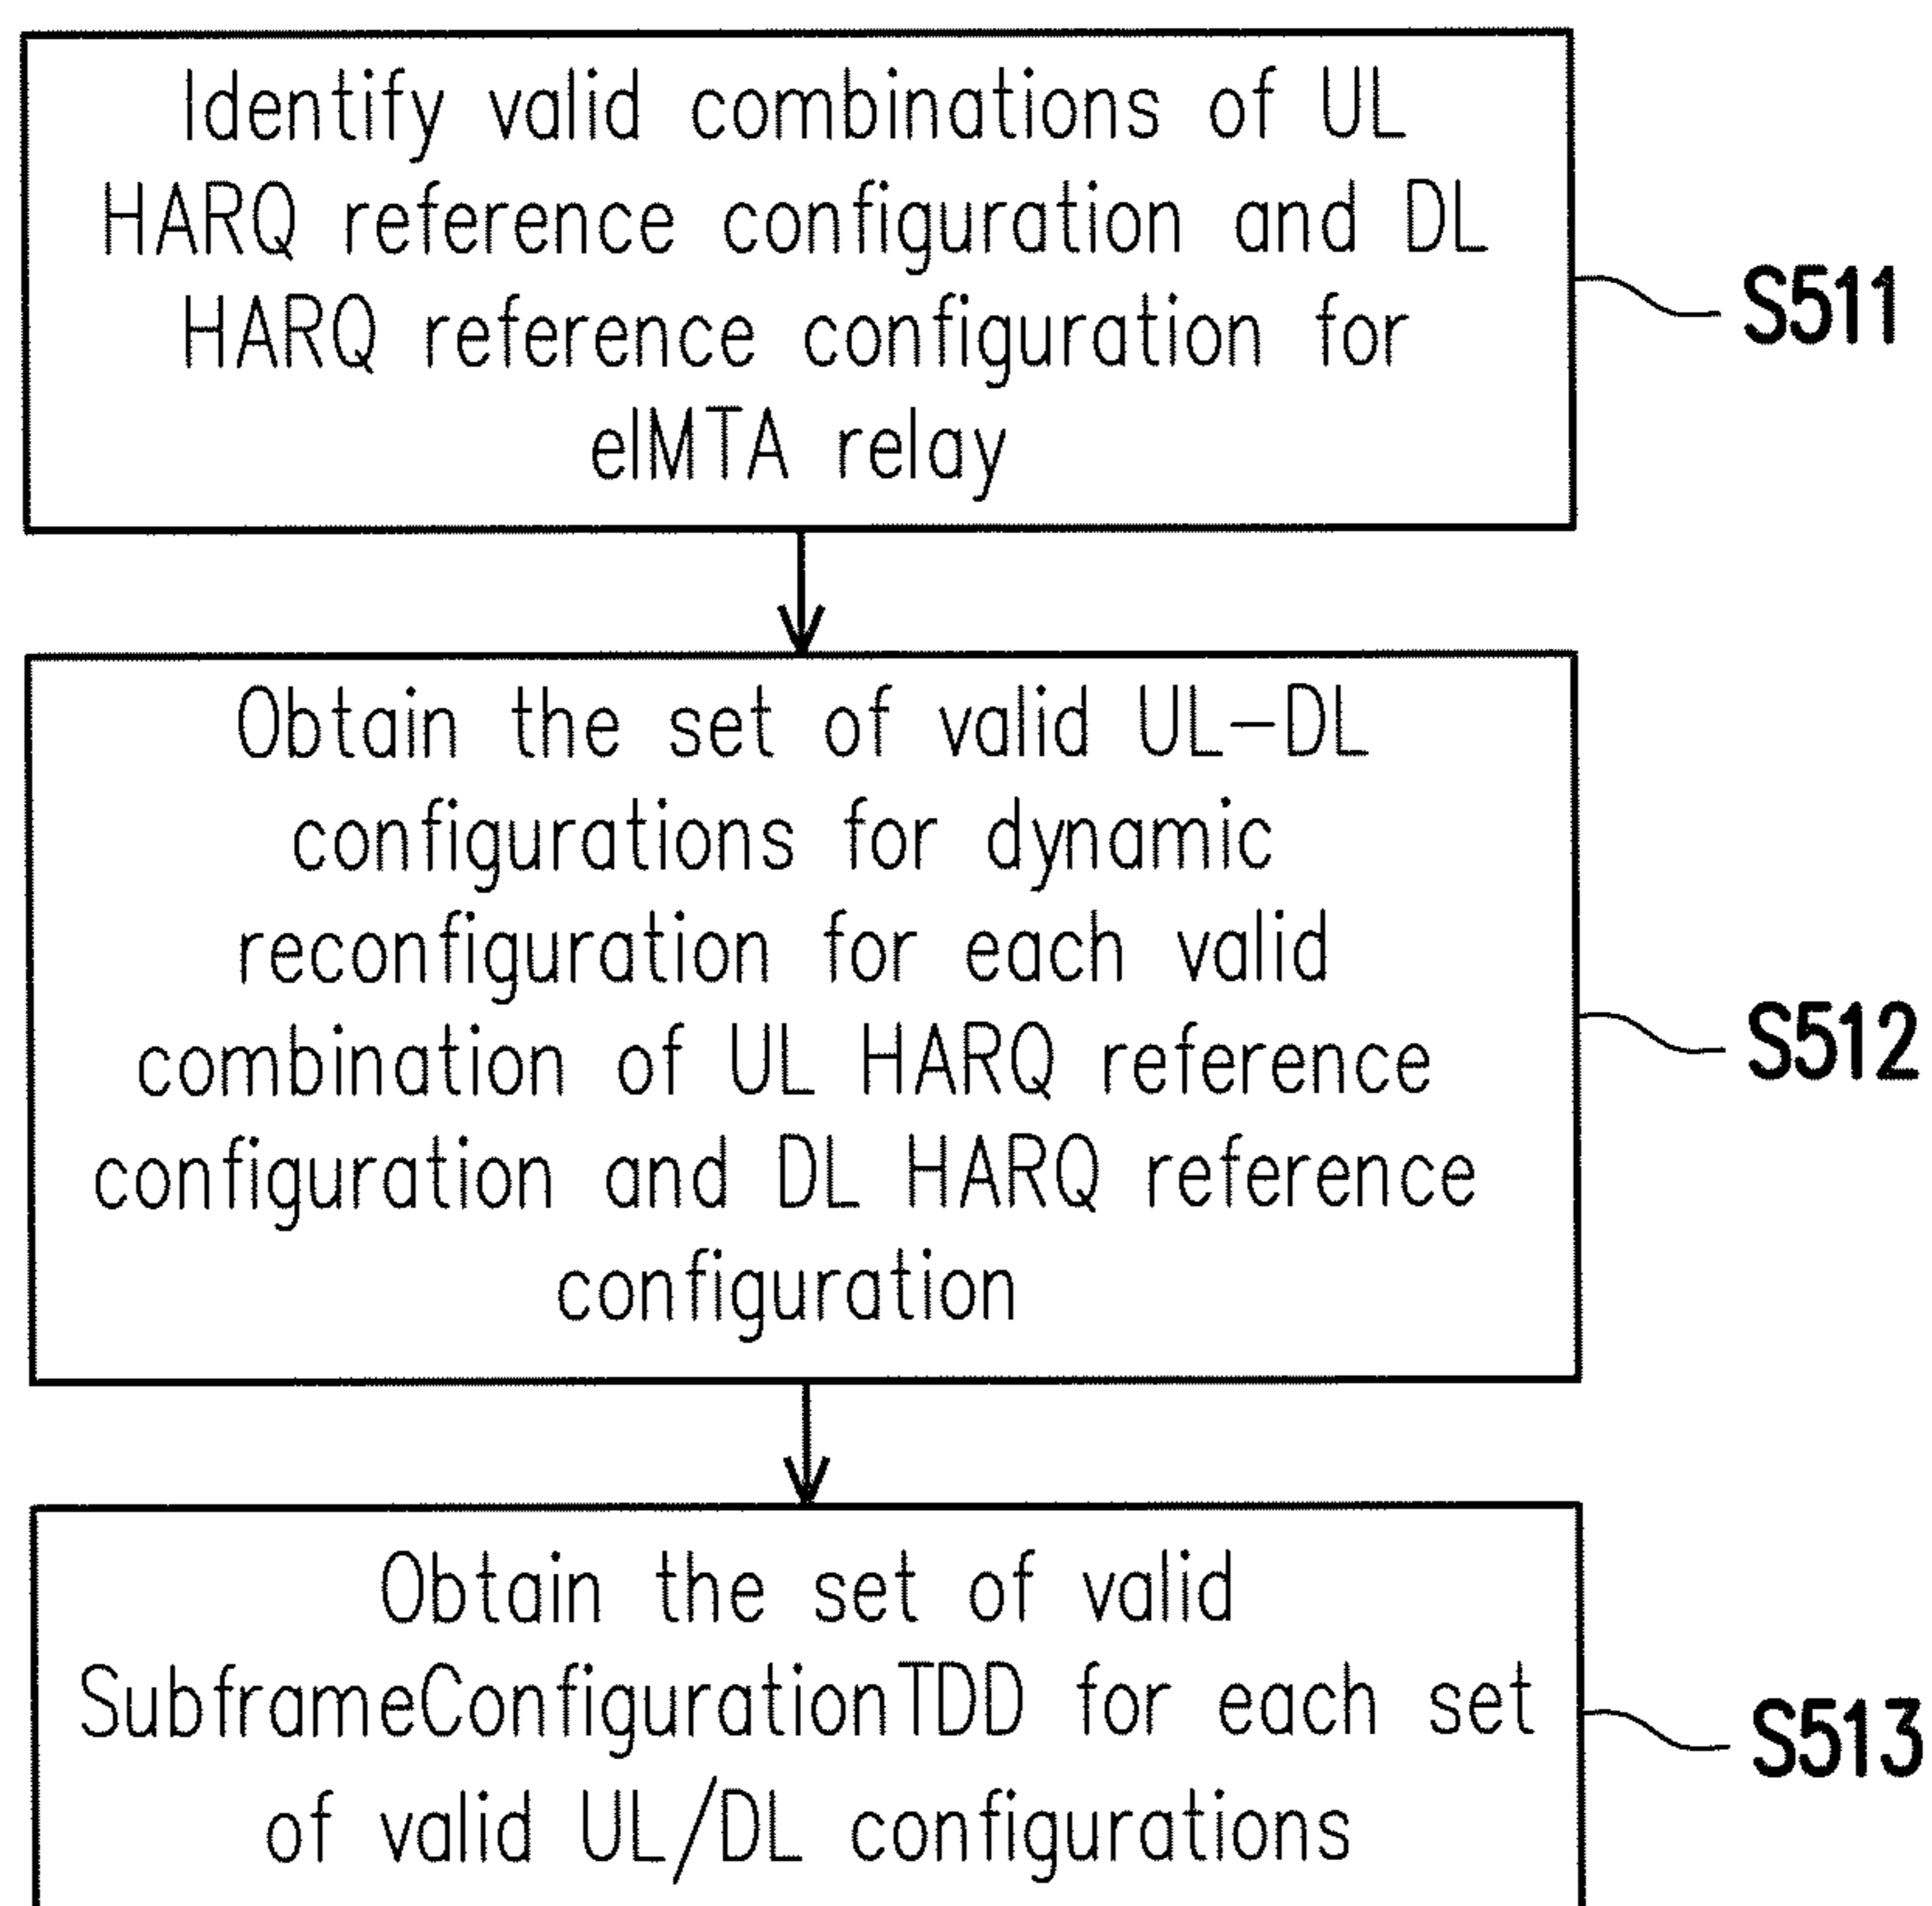 Identify valid combinations of UL
HARQ reference configuration and DL
HARQ reference configuration for
eIMTA relay
S511
Obtain the set of valid UL-DL
configurations for dynamic
reconfiguration for each valid
combination of UL HARQ reference
configuration and DL HARQ reference
configuration
S512
Obtain the set of valid
SubframeConfigurationTDD for each set
of valid UL/DL configurations
S513